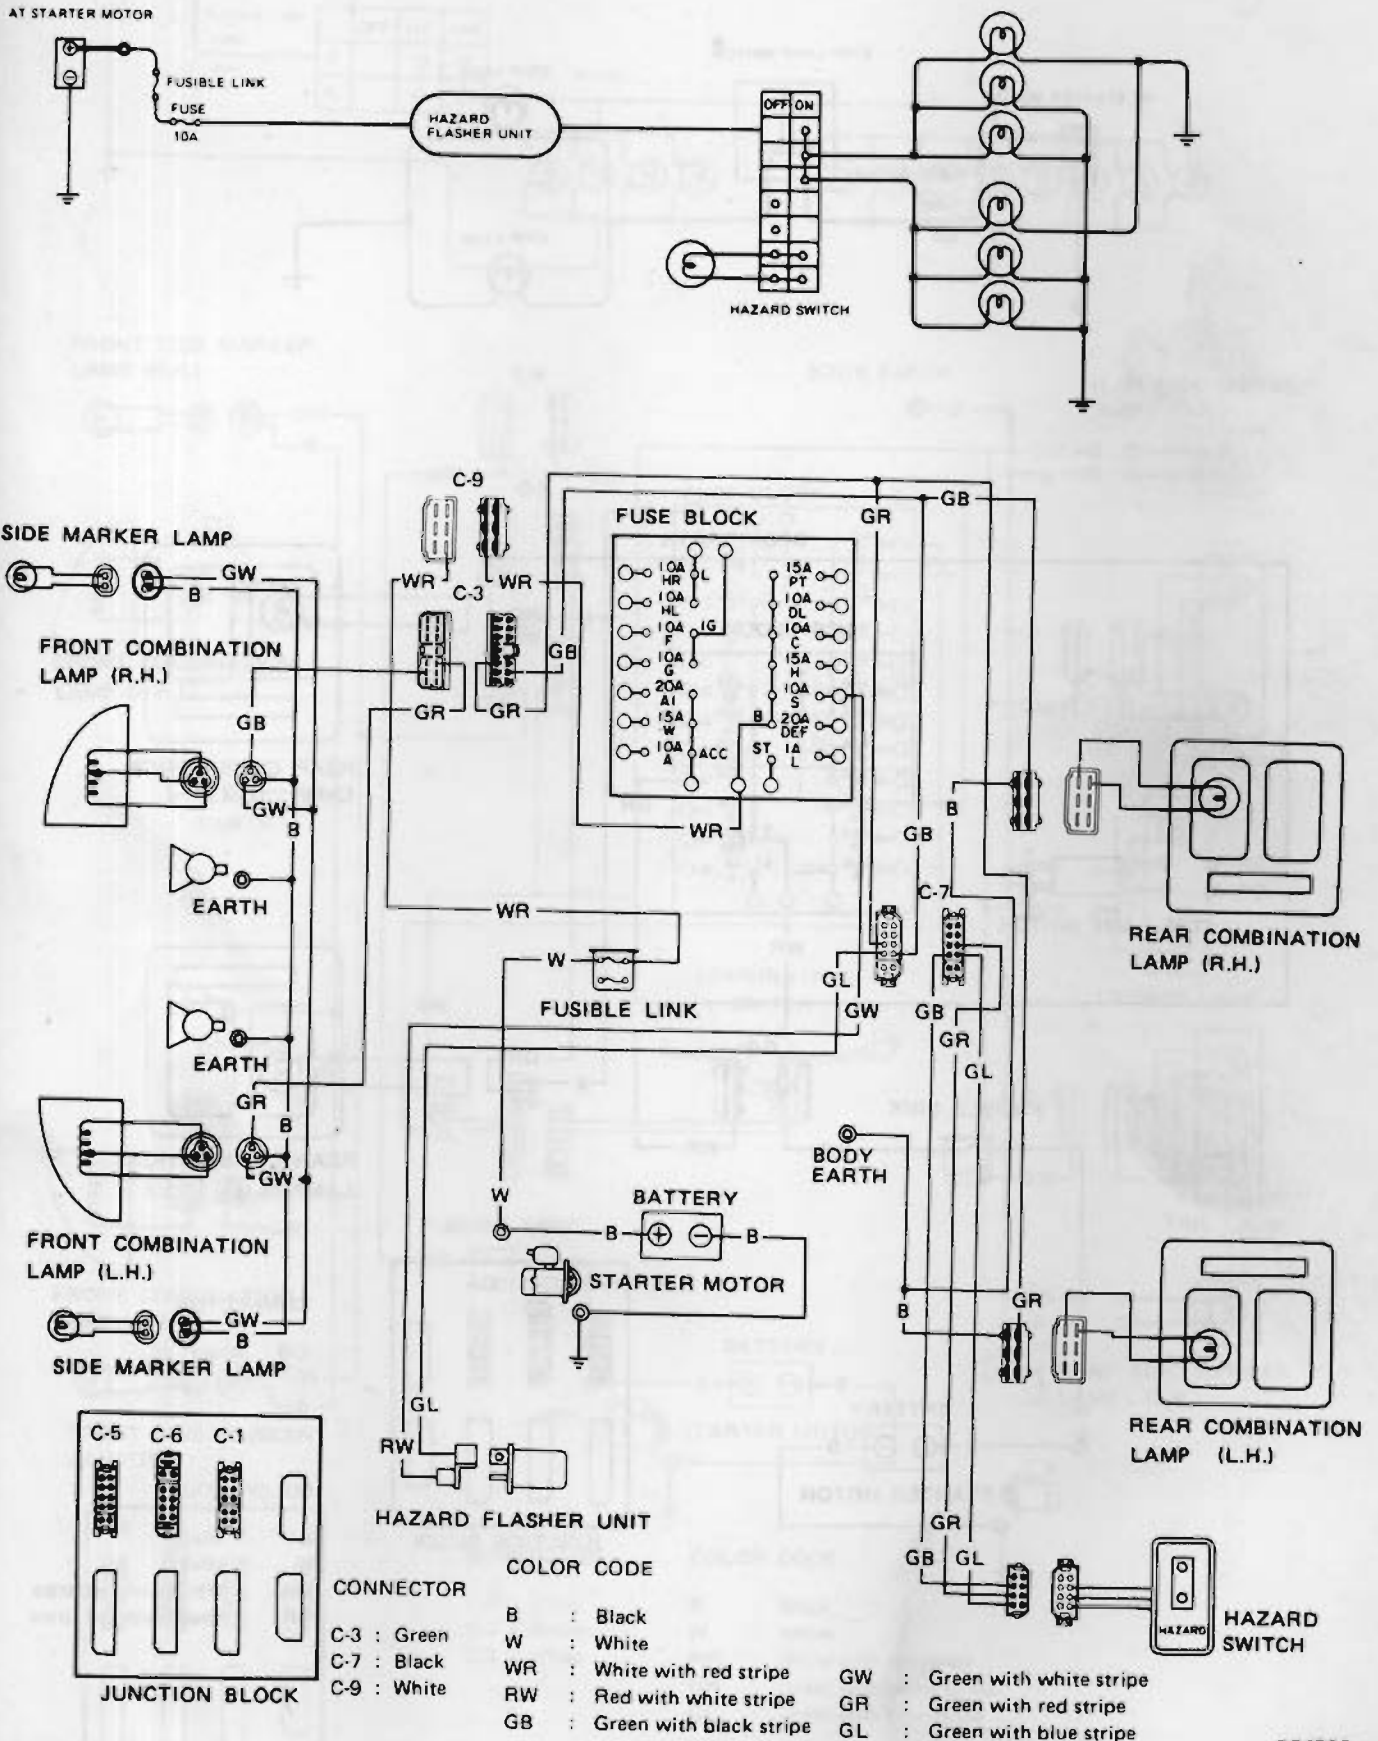 AT STARTER MOTOR
FUSIBLE LINK
FUSE
10A
HAZARD
FLASHER UNIT
OFF ON
HAZARD SWITCH
C-9
GB
GR
FUSE BLOCK
SIDE MARKER LAMP
GW
B
WR
WR
C-3
10A
HR
L
15A
PT
10A
HL
10A
DL
10A
F
IG
10A
C
10A
G
15A
H
20A
AI
10A
S
15A
W
B
20A
DEF
10A
A
ACC
ST
1A
L
FRONT COMBINATION
LAMP (R.H.)
GB
GB
GR
GR
GW
B
WR
GB
B
C-7
EARTH
WR
W
FUSIBLE LINK
GL
GW
GB
GR
GL
REAR COMBINATION
LAMP (R.H.)
EARTH
GR
B
GW
BODY
EARTH
W
BATTERY
B
B
STARTER MOTOR
FRONT COMBINATION
LAMP (L.H.)
GW
B
SIDE MARKER LAMP
B
GR
REAR COMBINATION
LAMP (L.H.)
GL
RW
HAZARD FLASHER UNIT
C-5 C-6 C-1
JUNCTION BLOCK
GR
GB
GL
HAZARD
HAZARD
SWITCH
CONNECTOR
C-3 : Green
C-7 : Black
C-9 : White
COLOR CODE
B : Black
W : White
WR : White with red stripe
RW : Red with white stripe
GB : Green with black stripe
GW : Green with white stripe
GR : Green with red stripe
GL : Green with blue stripe